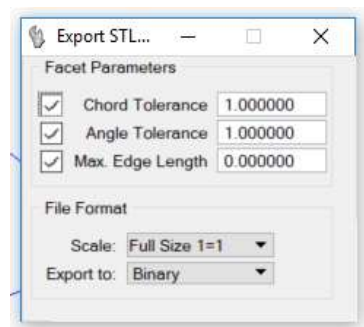 Export STL...
Facet Parameters
Chord Tolerance 1.000000
Angle Tolerance 1.000000
Max. Edge Length 0.000000
File Format
Scale: Full Size 1=1
Export to: Binary